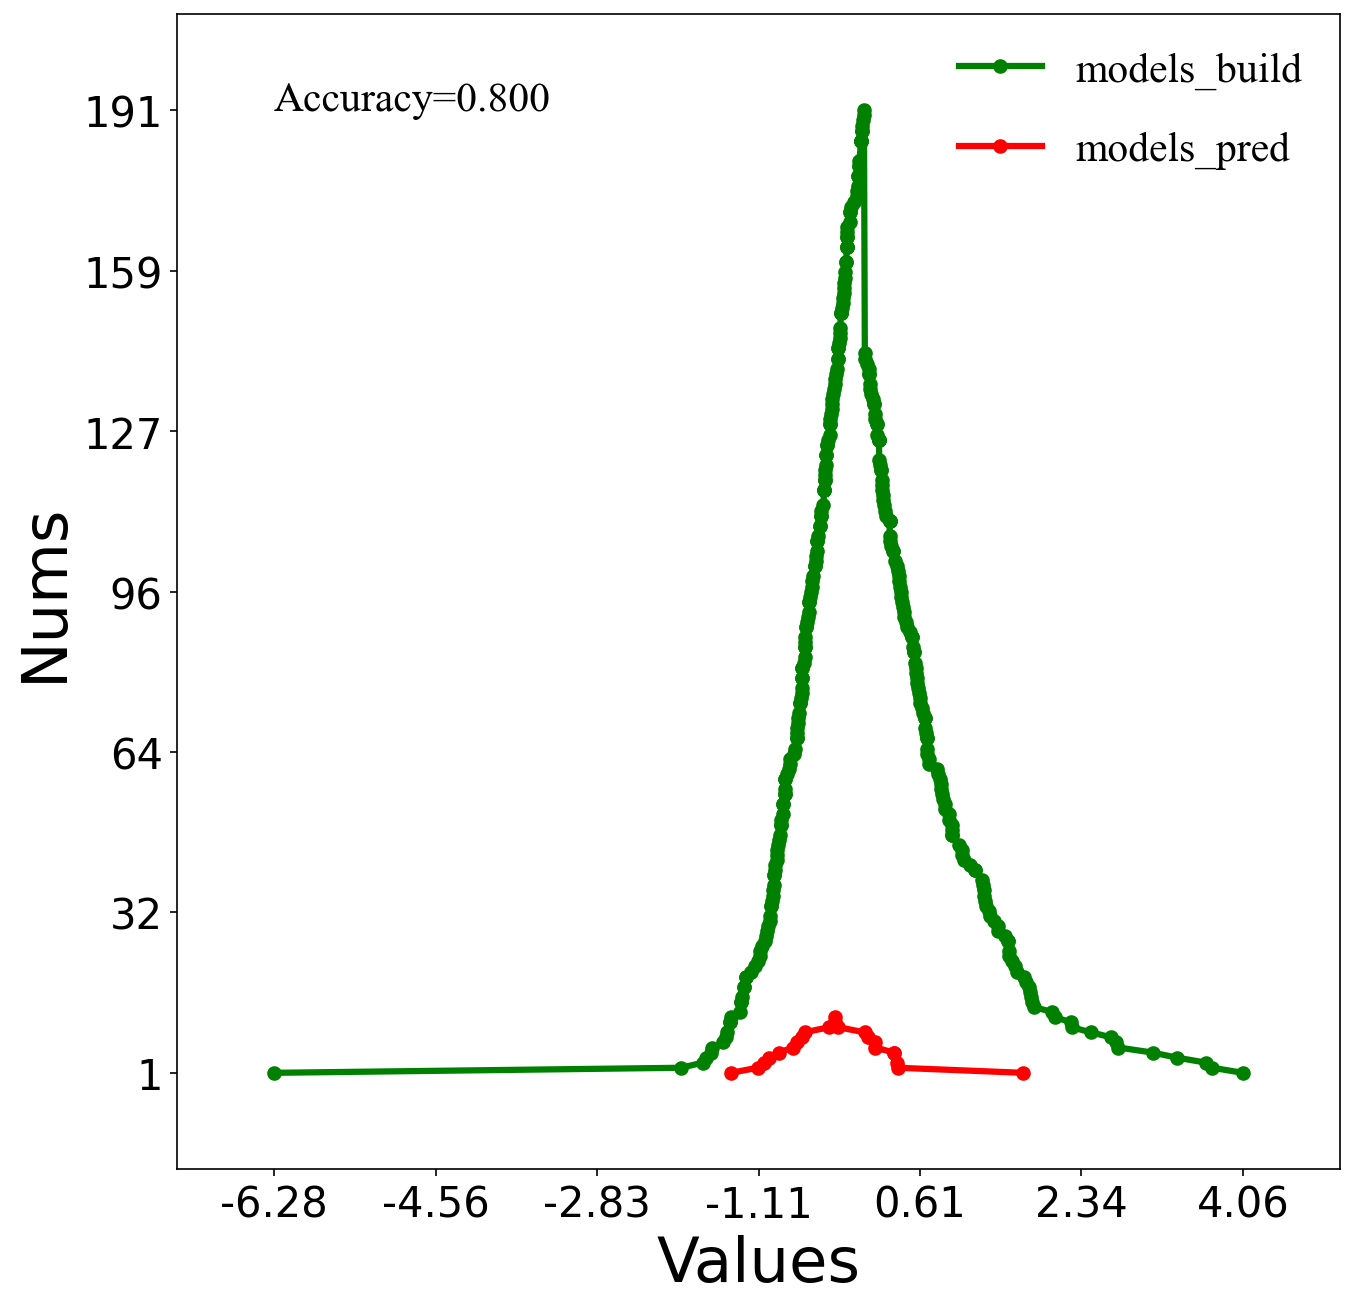 Accuracy=0.800
models_build
models_pred
Nums
191
159
127
96
64
32
1
-6.28 -4.56 -2.83 -1.11 0.61 2.34 4.06
Values